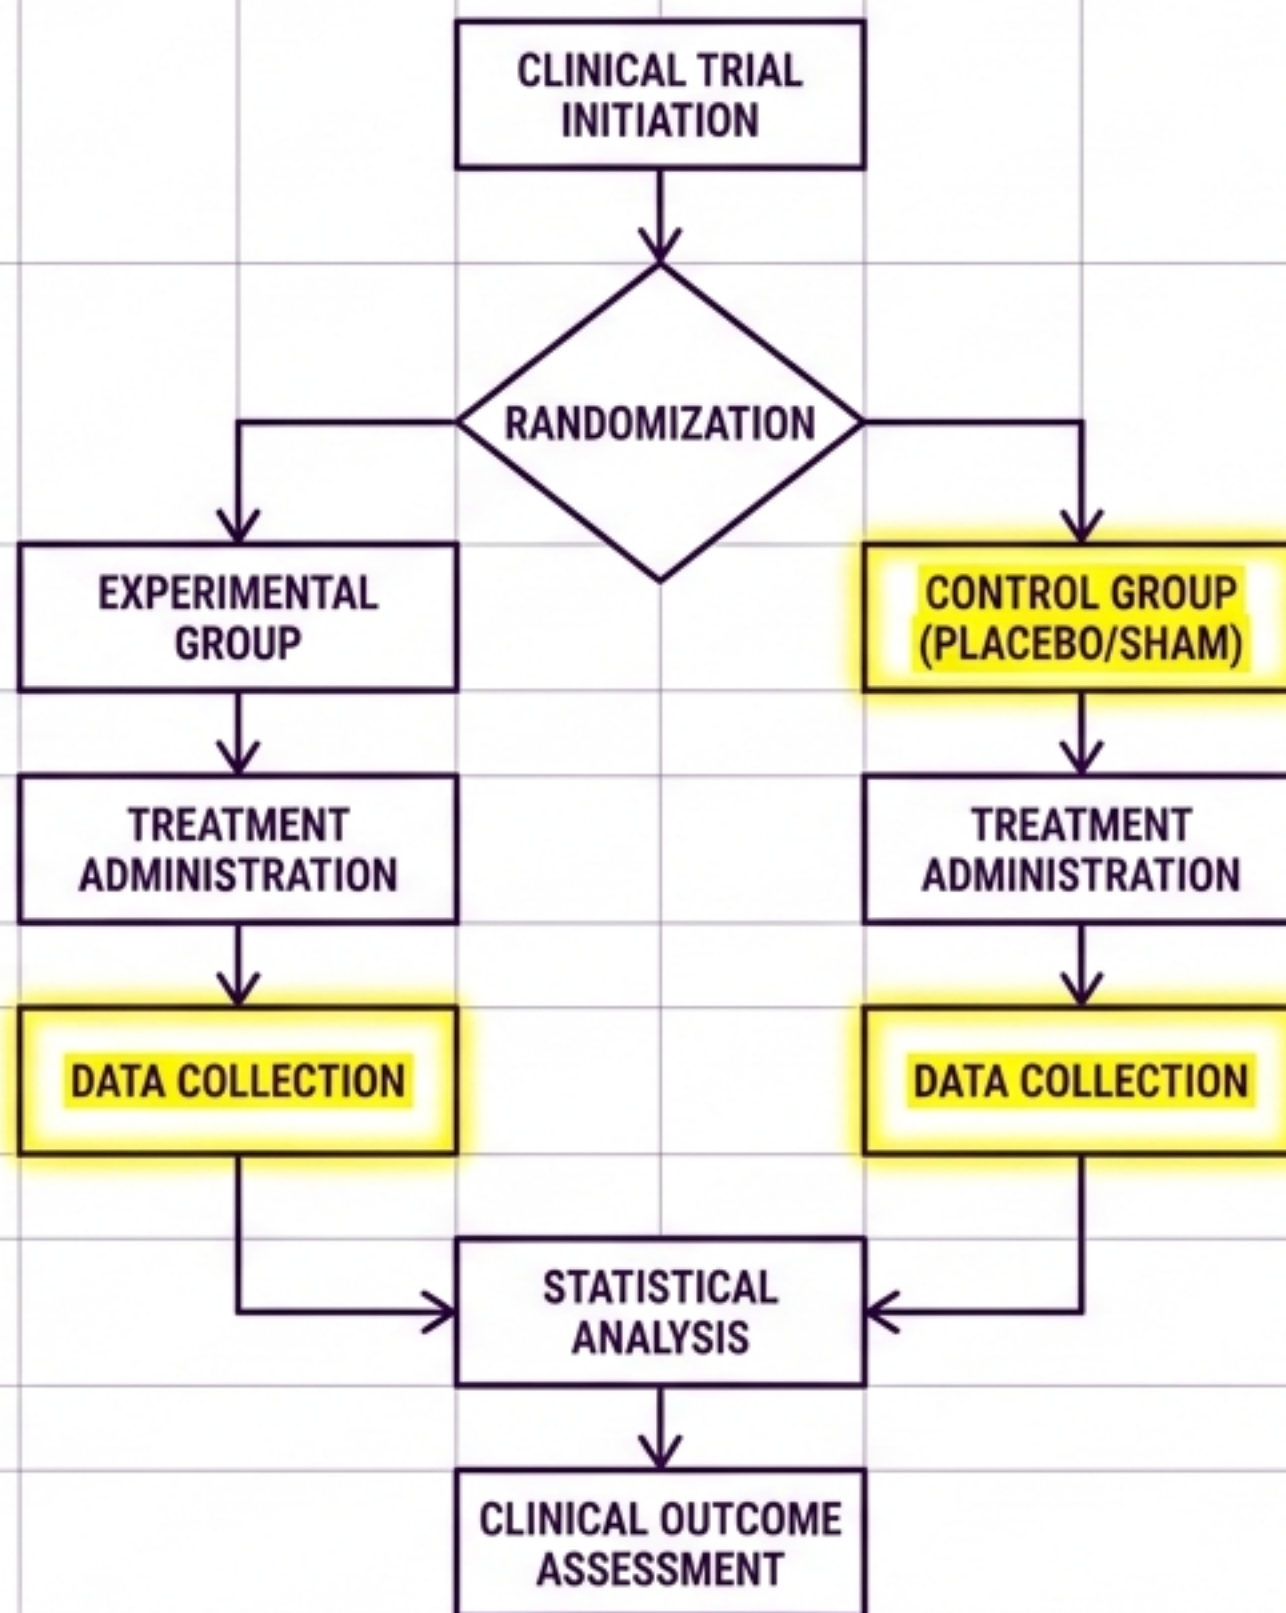 CLINICAL TRIAL
INITIATION
RANDOMIZATION
EXPERIMENTAL
GROUP
CONTROL GROUP
(PLACEBO/SHAM)
TREATMENT
ADMINISTRATION
TREATMENT
ADMINISTRATION
DATA COLLECTION
DATA COLLECTION
STATISTICAL
ANALYSIS
CLINICAL OUTCOME
ASSESSMENT